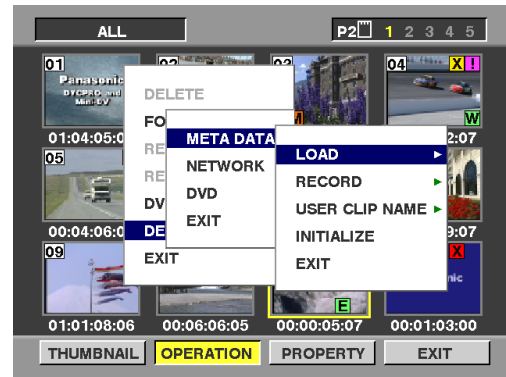 ALL P2 1 2 3 4 5
01 02 03 04 X !
Panasonic
DVCPRO and
Mini-DV
W
01:04:05:0 2:07
DELETE
FO
RE
RE
DV
DE
EXIT
META DATA
NETWORK
DVD
EXIT
LOAD
RECORD
USER CLIP NAME
INITIALIZE
EXIT
05
00:04:06:0 9:07
09 X
nic
E
01:01:08:06 00:06:06:05 00:00:05:07 00:01:03:00
THUMBNAIL OPERATION PROPERTY EXIT